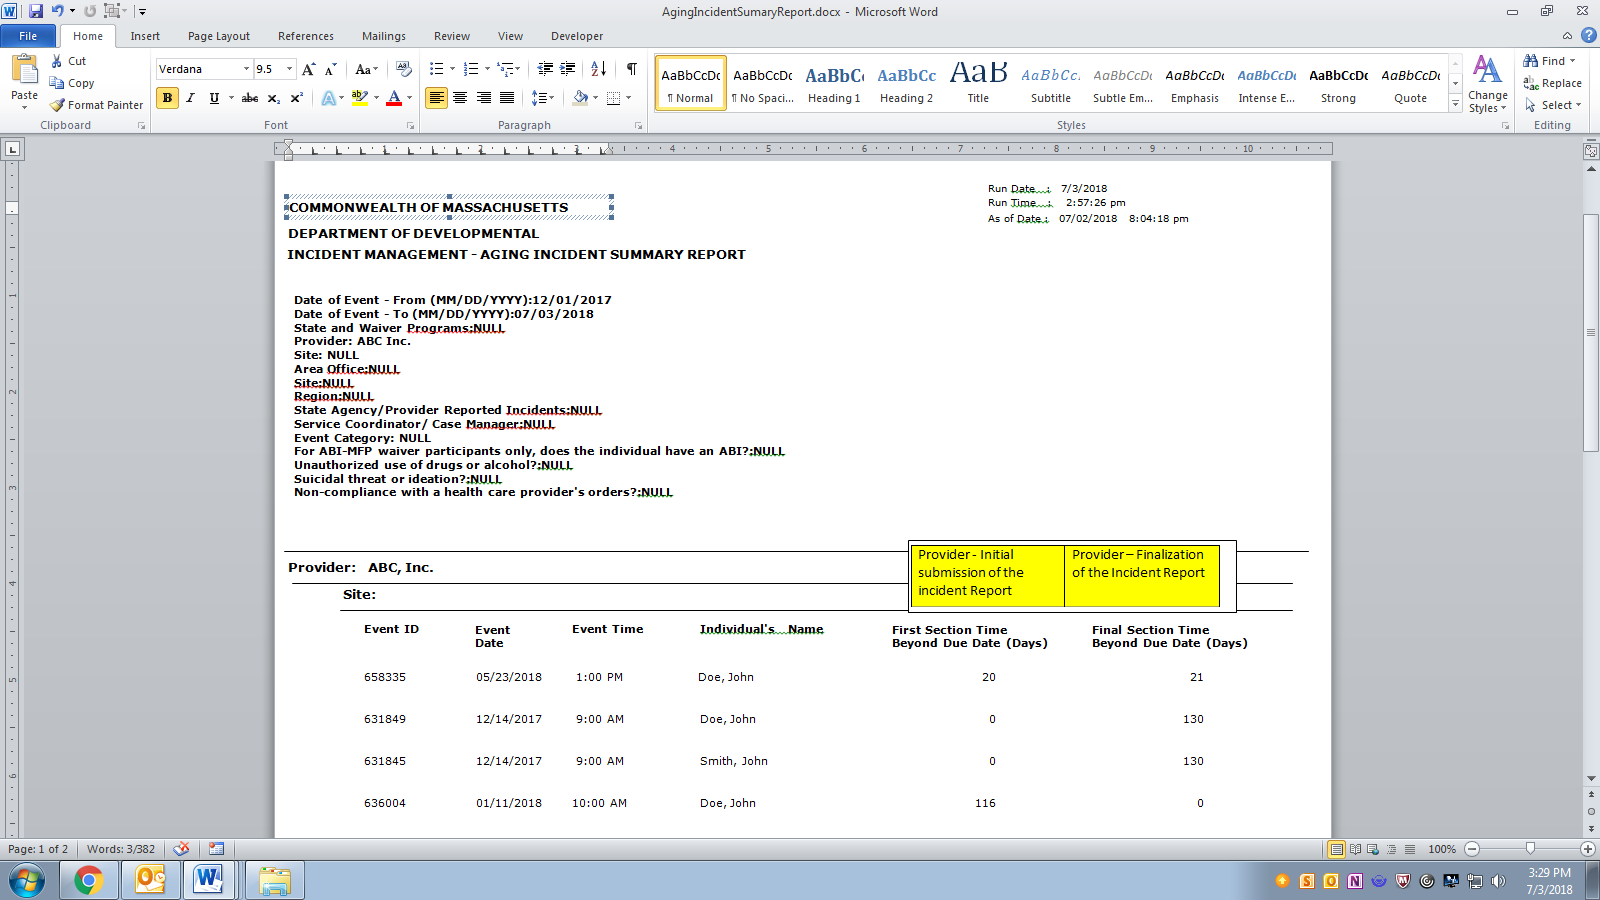 AgingIncidentSumaryReport.docx - Microsoft Word
File Home Insert Page Layout References Mailings Review View Developer
Paste
Cut
Copy
Format Painter
Clipboard
Verdana 9.5
Font
Paragraph
AaBbCcDc AaBbCcDc AaBbCc AaBbCc AaB AaBbCc. AaBbCcDc AaBbCcDc AaBbCcDc AaBbCcDc AaBbCcDc
¶ Normal ¶ No Spaci... Heading 1 Heading 2 Title Subtitle Subtle Em... Emphasis Intense E... Strong Quote
Styles
Change Styles
Find
Replace
Select
Editing
1 2 3 4 5 6 7 8 9 10
Run Date : 7/3/2018
Run Time : 2:57:26 pm
As of Date : 07/02/2018 8:04:18 pm
COMMONWEALTH OF MASSACHUSETTS
DEPARTMENT OF DEVELOPMENTAL
INCIDENT MANAGEMENT - AGING INCIDENT SUMMARY REPORT
Date of Event - From (MM/DD/YYYY):12/01/2017
Date of Event - To (MM/DD/YYYY):07/03/2018
State and Waiver Programs:NULL
Provider: ABC Inc.
Site: NULL
Area Office:NULL
Site:NULL
Region:NULL
State Agency/Provider Reported Incidents:NULL
Service Coordinator/ Case Manager:NULL
Event Category: NULL
For ABI-MFP waiver participants only, does the individual have an ABI?:NULL
Unauthorized use of drugs or alcohol?:NULL
Suicidal threat or ideation?:NULL
Non-compliance with a health care provider's orders?:NULL
Provider - Initial submission of the incident Report
Provider – Finalization of the Incident Report
Provider: ABC, Inc.
Site:
Event ID Event Date Event Time Individual's Name First Section Time Beyond Due Date (Days) Final Section Time Beyond Due Date (Days)
658335 05/23/2018 1:00 PM Doe, John 20 21
631849 12/14/2017 9:00 AM Doe, John 0 130
631845 12/14/2017 9:00 AM Smith, John 0 130
636004 01/11/2018 10:00 AM Doe, John 116 0
Page: 1 of 2 Words: 3/382 100%
3:29 PM
7/3/2018